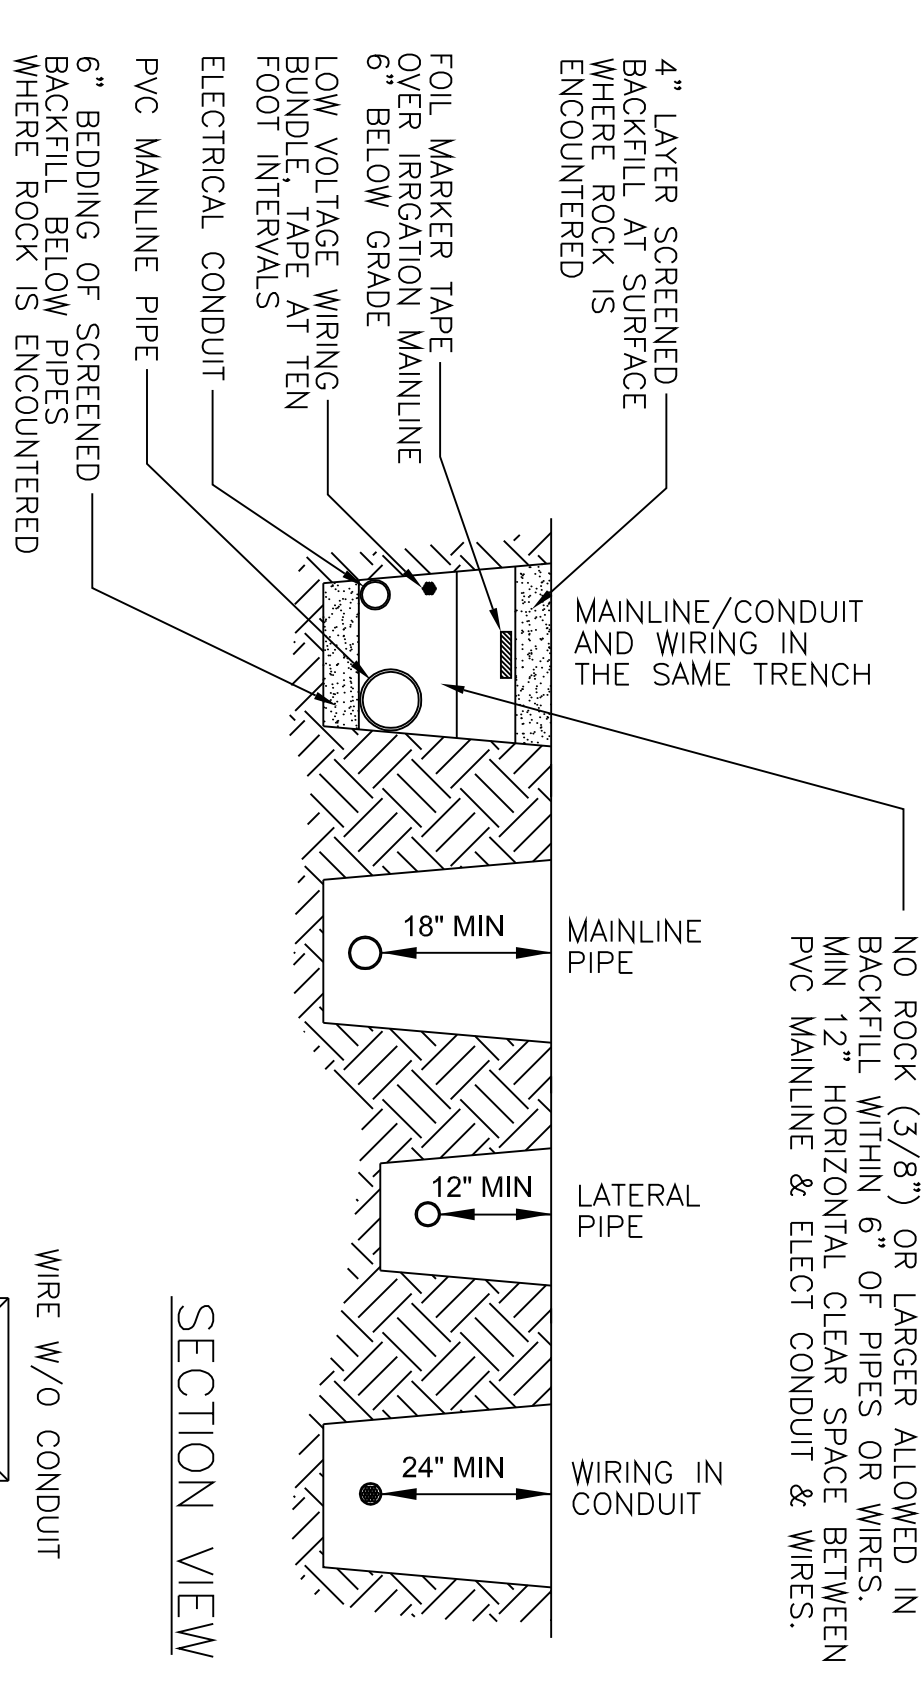 4" LAYER SCREENED
BACKFILL AT SURFACE
WHERE ROCK IS
ENCOUNTERED
FOIL MARKER TAPE
OVER IRRGATION MAINLINE
6" BELOW GRADE
LOW VOLTAGE WIRING
BUNDLE, TAPE AT TEN
FOOT INTERVALS
ELECTRICAL CONDUIT
PVC MAINLINE PIPE
6" BEDDING OF SCREENED
BACKFILL BELOW PIPES
WHERE ROCK IS ENCOUNTERED
MAINLINE/CONDUIT
AND WIRING IN
THE SAME TRENCH
NO ROCK (3/8") OR LARGER ALLOWED IN
BACKFILL WITHIN 6" OF PIPES OR WIRES.
MIN 12" HORIZONTAL CLEAR SPACE BETWEEN
PVC MAINLINE & ELECT CONDUIT & WIRES.
MAINLINE
PIPE
18" MIN
LATERAL
PIPE
12" MIN
WIRING IN
CONDUIT
24" MIN
SECTION VIEW
WIRE W/O CONDUIT